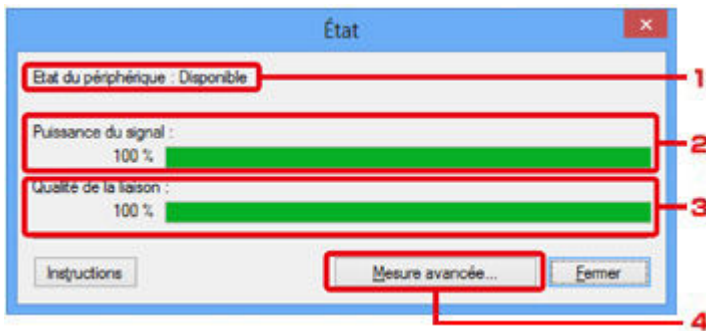 État
Etat du périphérique : Disponible
1
Puissance du signal :
2
100 %
Qualité de la liaison :
3
100 %
Instructions
Mesure avancée...
Fermer
4